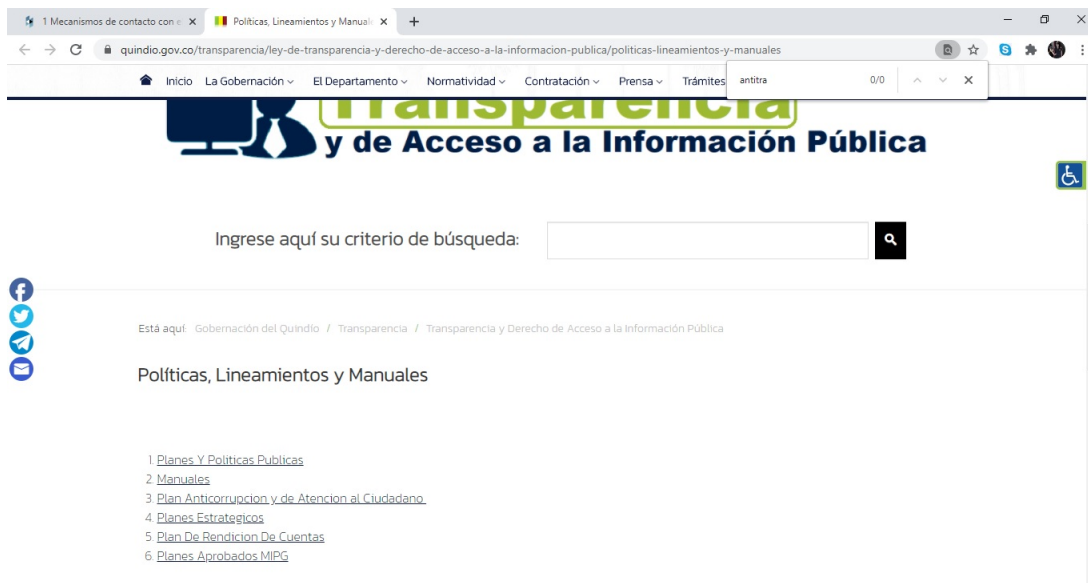 1 Mecanismos de contacto con e
Políticas, Lineamientos y Manuale
quindio.gov.co/transparencia/ley-de-transparencia-y-derecho-de-acceso-a-la-informacion-publica/politicas-lineamientos-y-manuales
Inicio La Gobernación El Departamento Normatividad Contratación Prensa Trámites
antitra 0/0
Transparencia
y de Acceso a la Información Pública
Ingrese aquí su criterio de búsqueda:
Está aquí: Gobernación del Quindío / Transparencia / Transparencia y Derecho de Acceso a la Información Pública
Políticas, Lineamientos y Manuales
1. Planes Y Politicas Publicas
2. Manuales
3. Plan Anticorrupcion y de Atencion al Ciudadano
4. Planes Estrategicos
5. Plan De Rendicion De Cuentas
6. Planes Aprobados MIPG